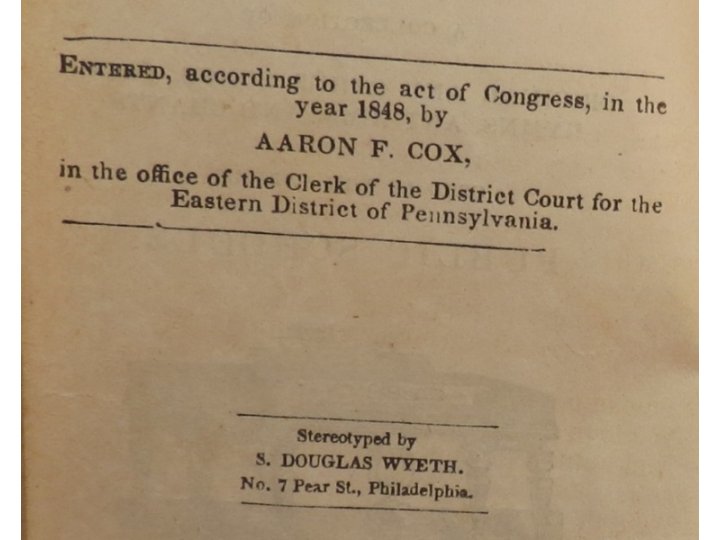 ENTERED, according to the act of Congress, in the
year 1848, by
AARON F. COX,
in the office of the Clerk of the District Court for the
Eastern District of Pennsylvania.
Stereotyped by
S. DOUGLAS WYETH.
No. 7 Pear St., Philadelphia.